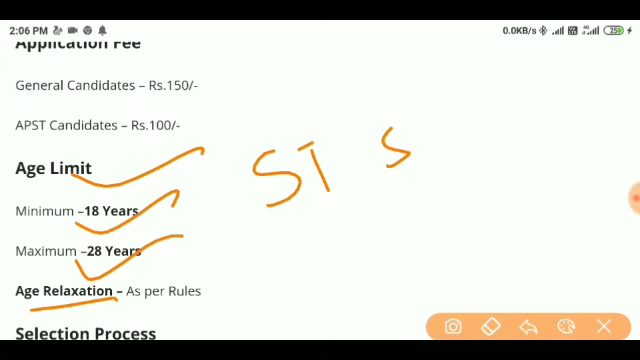 2:06 PM 0.0KB/s 25
Application Fee
General Candidates – Rs.150/-
APST Candidates – Rs.100/-
Age Limit
ST S
Minimum –18 Years
Maximum –28 Years
Age Relaxation – As per Rules
Selection Process